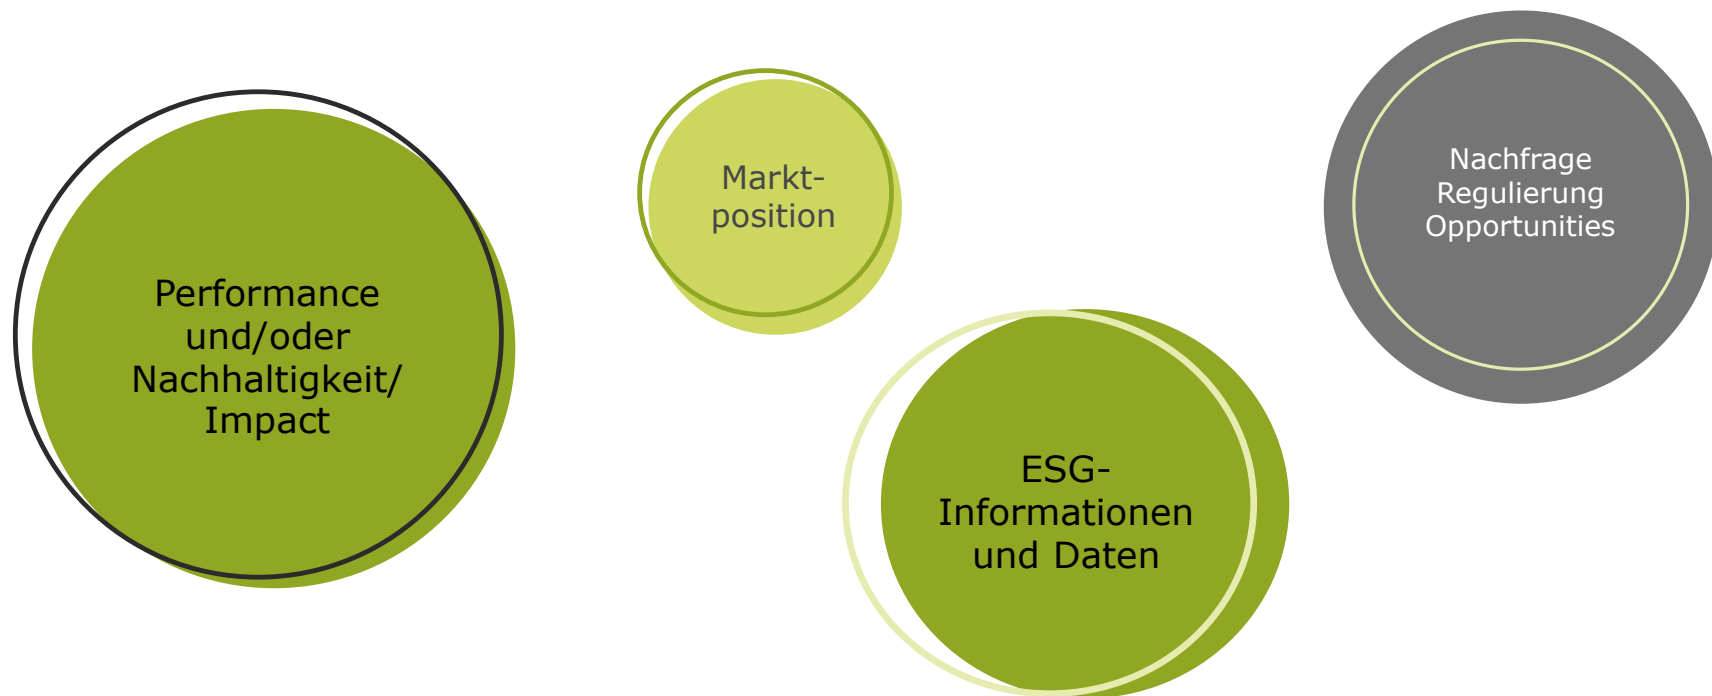 Performance
und/oder
Nachhaltigkeit/
Impact
Markt-
position
ESG-
Informationen
und Daten
Nachfrage
Regulierung
Opportunities